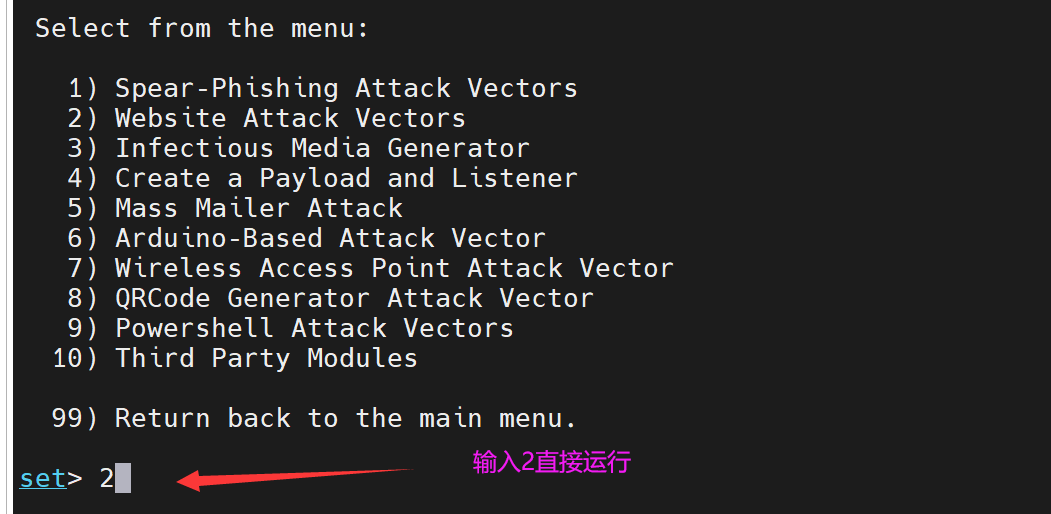 Select from the menu:
1) Spear-Phishing Attack Vectors
2) Website Attack Vectors
3) Infectious Media Generator
4) Create a Payload and Listener
5) Mass Mailer Attack
6) Arduino-Based Attack Vector
7) Wireless Access Point Attack Vector
8) QRCode Generator Attack Vector
9) Powershell Attack Vectors
10) Third Party Modules
99) Return back to the main menu.
set> 2
输入2直接运行